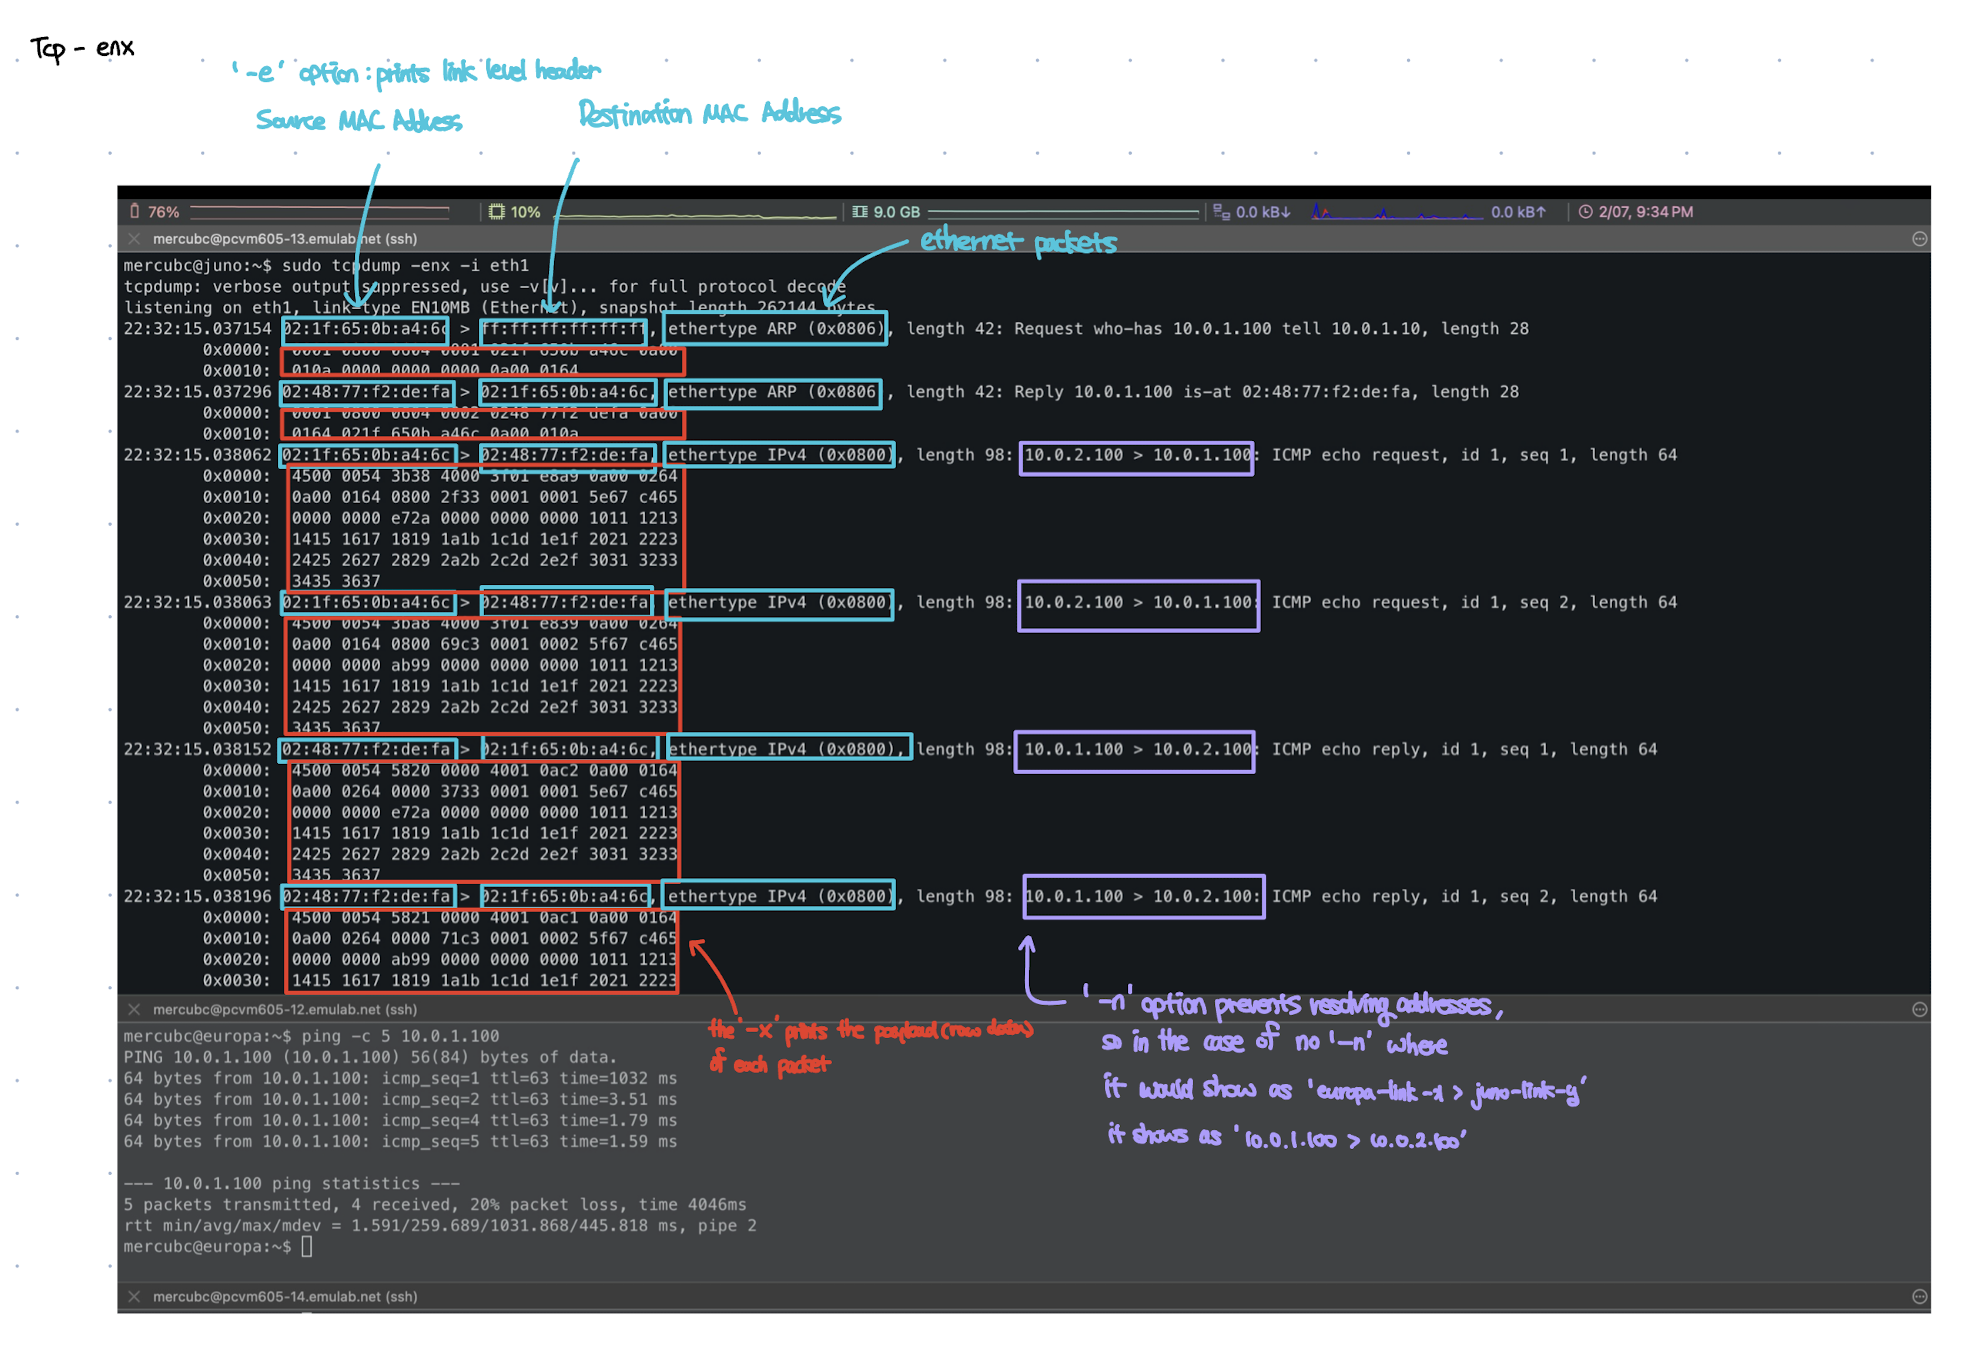 Tcp - enx
'-e' option : prints link level header
Source MAC Address
Destination MAC Address
76%
10%
9.0 GB
0.0 kB↓
0.0 kB↑
2/07, 9:34 PM
mercubc@pcvm605-13.emulab.net (ssh)
ethernet packets
mercubc@juno:~$ sudo tcpdump -enx -i eth1
tcpdump: verbose output suppressed, use -v[v]... for full protocol decode
listening on eth1, link-type EN10MB (Ethernet), snapshot length 262144 bytes
22:32:15.037154 02:1f:65:0b:a4:6c > ff:ff:ff:ff:ff:ff, ethertype ARP (0x0806), length 42: Request who-has 10.0.1.100 tell 10.0.1.10, length 28
0x0000: 0001 0800 0604 0001 021f 650b a46c 0a00
0x0010: 010a 0000 0000 0000 0a00 0164
22:32:15.037296 02:48:77:f2:de:fa > 02:1f:65:0b:a4:6c, ethertype ARP (0x0806), length 42: Reply 10.0.1.100 is-at 02:48:77:f2:de:fa, length 28
0x0000: 0001 0800 0604 0002 0248 77f2 defa 0a00
0x0010: 0164 021f 650b a46c 0a00 010a
22:32:15.038062 02:1f:65:0b:a4:6c > 02:48:77:f2:de:fa, ethertype IPv4 (0x0800), length 98: 10.0.2.100 > 10.0.1.100: ICMP echo request, id 1, seq 1, length 64
0x0000: 4500 0054 3b38 4000 3f01 e8a9 0a00 0264
0x0010: 0a00 0164 0800 2f33 0001 0001 5e67 c465
0x0020: 0000 0000 e72a 0000 0000 0000 1011 1213
0x0030: 1415 1617 1819 1a1b 1c1d 1e1f 2021 2223
0x0040: 2425 2627 2829 2a2b 2c2d 2e2f 3031 3233
0x0050: 3435 3637
22:32:15.038063 02:1f:65:0b:a4:6c > 02:48:77:f2:de:fa, ethertype IPv4 (0x0800), length 98: 10.0.2.100 > 10.0.1.100: ICMP echo request, id 1, seq 2, length 64
0x0000: 4500 0054 3ba8 4000 3f01 e839 0a00 0264
0x0010: 0a00 0164 0800 69c3 0001 0002 5f67 c465
0x0020: 0000 0000 ab99 0000 0000 0000 1011 1213
0x0030: 1415 1617 1819 1a1b 1c1d 1e1f 2021 2223
0x0040: 2425 2627 2829 2a2b 2c2d 2e2f 3031 3233
0x0050: 3435 3637
22:32:15.038152 02:48:77:f2:de:fa > 02:1f:65:0b:a4:6c, ethertype IPv4 (0x0800), length 98: 10.0.1.100 > 10.0.2.100: ICMP echo reply, id 1, seq 1, length 64
0x0000: 4500 0054 5820 0000 4001 0ac2 0a00 0164
0x0010: 0a00 0264 0000 3733 0001 0001 5e67 c465
0x0020: 0000 0000 e72a 0000 0000 0000 1011 1213
0x0030: 1415 1617 1819 1a1b 1c1d 1e1f 2021 2223
0x0040: 2425 2627 2829 2a2b 2c2d 2e2f 3031 3233
0x0050: 3435 3637
22:32:15.038196 02:48:77:f2:de:fa > 02:1f:65:0b:a4:6c, ethertype IPv4 (0x0800), length 98: 10.0.1.100 > 10.0.2.100: ICMP echo reply, id 1, seq 2, length 64
0x0000: 4500 0054 5821 0000 4001 0ac1 0a00 0164
0x0010: 0a00 0264 0000 71c3 0001 0002 5f67 c465
0x0020: 0000 0000 ab99 0000 0000 0000 1011 1213
0x0030: 1415 1617 1819 1a1b 1c1d 1e1f 2021 2223
mercubc@pcvm605-12.emulab.net (ssh)
the '-x' prints the payload (raw data)
of each packet
'-n' option prevents resolving addresses,
so in the case of no '-n' where
it would show as 'europa-link-x > juno-link-y'
it shows as '10.0.1.100 > 10.0.2.100'
mercubc@europa:~$ ping -c 5 10.0.1.100
PING 10.0.1.100 (10.0.1.100) 56(84) bytes of data.
64 bytes from 10.0.1.100: icmp_seq=1 ttl=63 time=1032 ms
64 bytes from 10.0.1.100: icmp_seq=2 ttl=63 time=3.51 ms
64 bytes from 10.0.1.100: icmp_seq=4 ttl=63 time=1.79 ms
64 bytes from 10.0.1.100: icmp_seq=5 ttl=63 time=1.59 ms
--- 10.0.1.100 ping statistics ---
5 packets transmitted, 4 received, 20% packet loss, time 4046ms
rtt min/avg/max/mdev = 1.591/259.689/1031.868/445.818 ms, pipe 2
mercubc@europa:~$
mercubc@pcvm605-14.emulab.net (ssh)